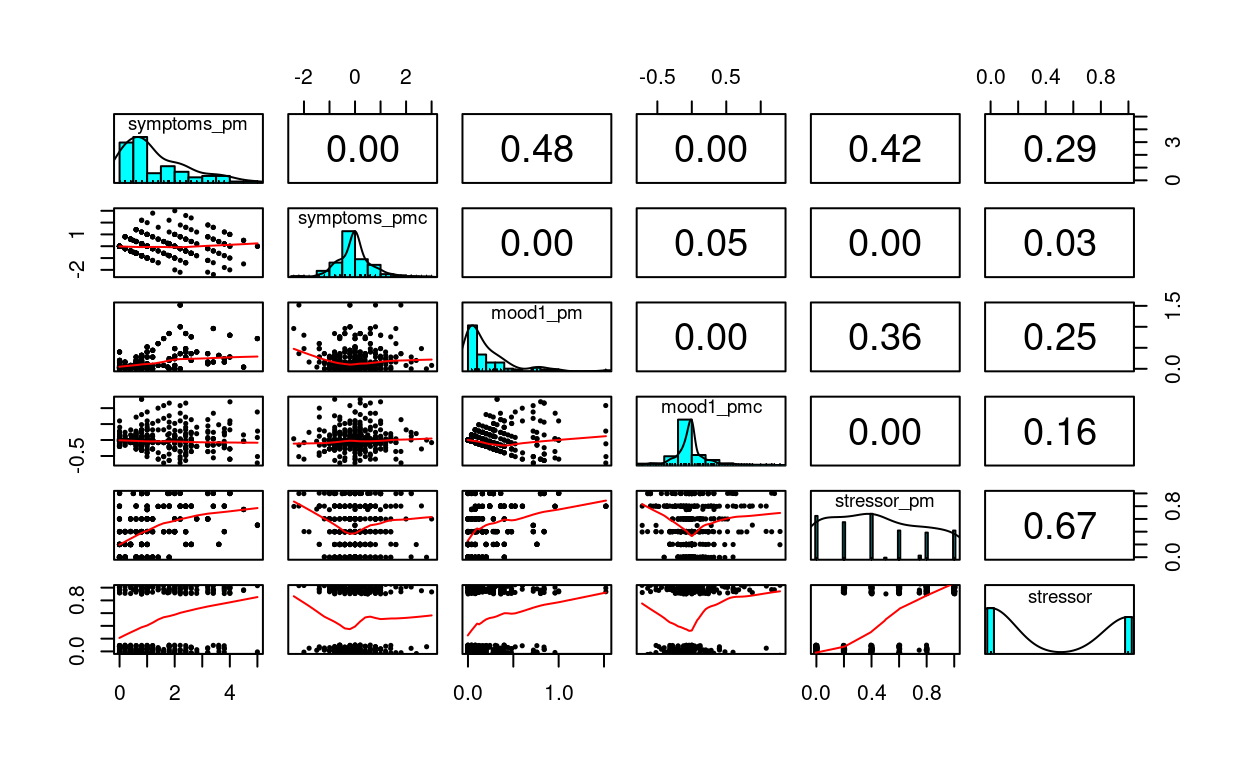 -2 0 2 -0.5 0.5 0.0 0.4 0.8
symptoms_pm 0.00 0.48 0.00 0.42 0.29 0 3
-2 1 symptoms_pmc 0.00 0.05 0.00 0.03
mood1_pm 0.00 0.36 0.25 0.0 1.5
-0.5 mood1_pmc 0.00 0.16
stressor_pm 0.67 0.0 0.8
0.0 0.8 stressor
0 2 4 0.0 1.0 0.0 0.4 0.8